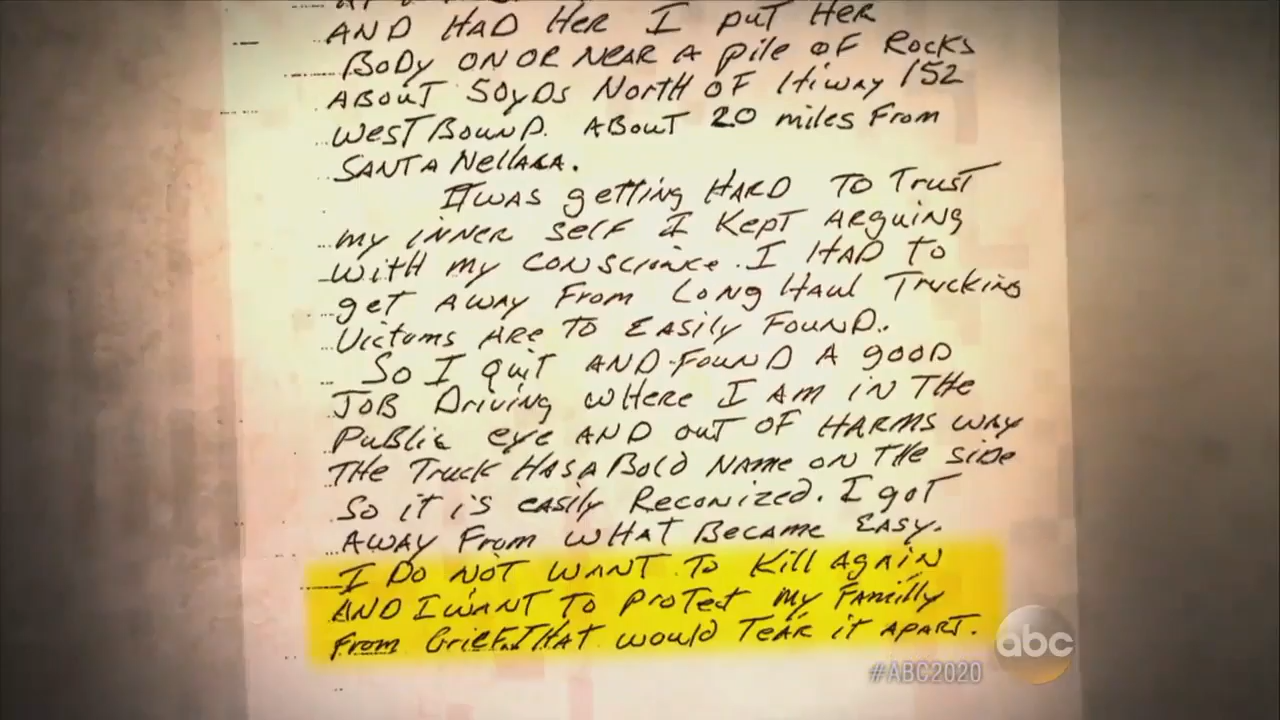 AND HAD HER I PUT HER
BODY ON OR NEAR A PILE OF ROCKS
ABOUT 50YDS NORTH OF HIWAY 152
WEST BOUND. ABOUT 20 MILES FROM
SANTA NELLARA.
IT WAS getting HARD TO TRUST
my INNER SELF I KEPT ARGUING
WITH my CONSCIENCE. I HAD TO
get AWAY FROM LONG HAUL TRUCKING
VICTOMS ARE TO EASILY FOUND.
SO I quit AND FOUND A gOOD
JOB DRIVING WHERE I AM IN THE
PUBLIC eye AND OUT OF HARMS WAY
THE TRUCK HAS A BOLD NAME ON THE SIDE
SO IT IS EASILY RECONIZED. I gOT
AWAY FROM WHAT BECAME EASY.
I DO NOT WANT TO KILL AGAIN
AND I WANT TO PROTECT MY FAMILLY
FROM GRIEF. THAT WOULD TEAR IT APART.
abc
#ABC2020